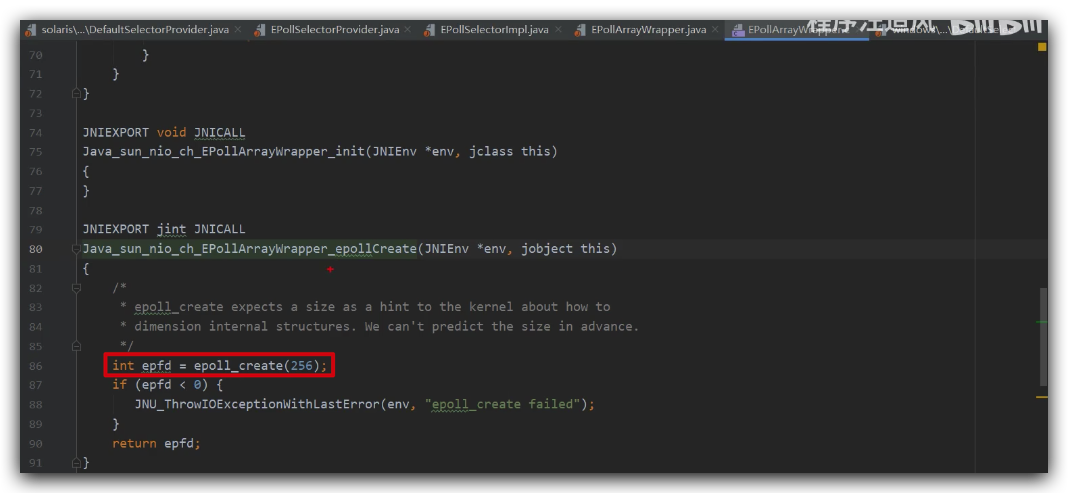 solaris\...\DefaultSelectorProvider.java EPollSelectorProvider.java EPollSelectorImpl.java EPollArrayWrapper.java EPollArrayWrapper.c
70 }
71 }
72 }
73
74 JNIEXPORT void JNICALL
75 Java_sun_nio_ch_EPollArrayWrapper_init(JNIEnv *env, jclass this)
76 {
77 }
78
79 JNIEXPORT jint JNICALL
80 Java_sun_nio_ch_EPollArrayWrapper_epollCreate(JNIEnv *env, jobject this)
81 {
82 /*
83 * epoll_create expects a size as a hint to the kernel about how to
84 * dimension internal structures. We can't predict the size in advance.
85 */
86 int epfd = epoll_create(256);
87 if (epfd < 0) {
88 JNU_ThrowIOExceptionWithLastError(env, "epoll_create failed");
89 }
90 return epfd;
91 }